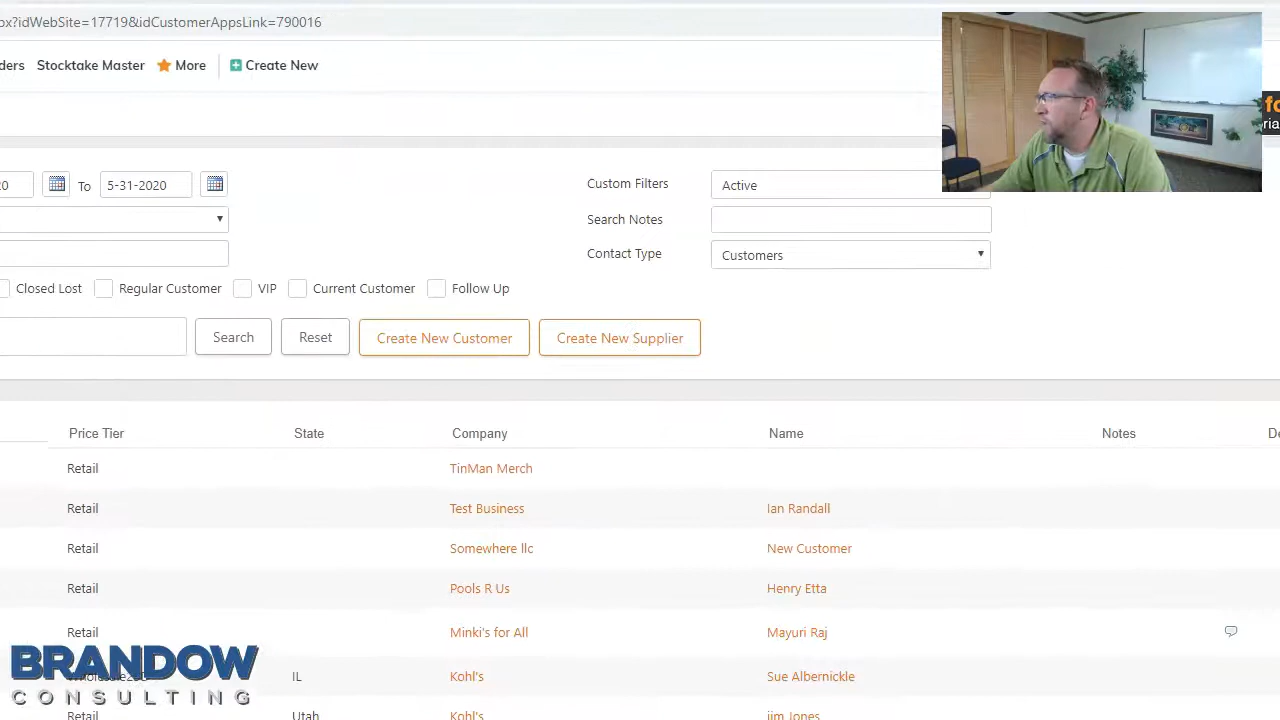 px?idWebSite=17719&idCustomerAppsLink=790016
ders Stocktake Master More Create New
20 To 5-31-2020 Custom Filters Active
Search Notes
Contact Type Customers
Closed Lost Regular Customer VIP Current Customer Follow Up
Search Reset Create New Customer Create New Supplier
Price Tier State Company Name Notes De
Retail TinMan Merch
Retail Test Business Ian Randall
Retail Somewhere llc New Customer
Retail Pools R Us Henry Etta
Retail Minki's for All Mayuri Raj
IL Kohl's Sue Albernickle
Retail Utah Kohl's jim Jones
BRANDOW
CONSULTING